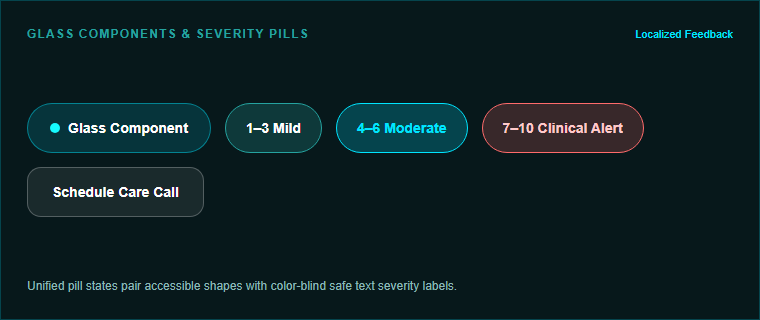 GLASS COMPONENTS & SEVERITY PILLS
Localized Feedback
Glass Component
1–3 Mild
4–6 Moderate
7–10 Clinical Alert
Schedule Care Call
Unified pill states pair accessible shapes with color-blind safe text severity labels.